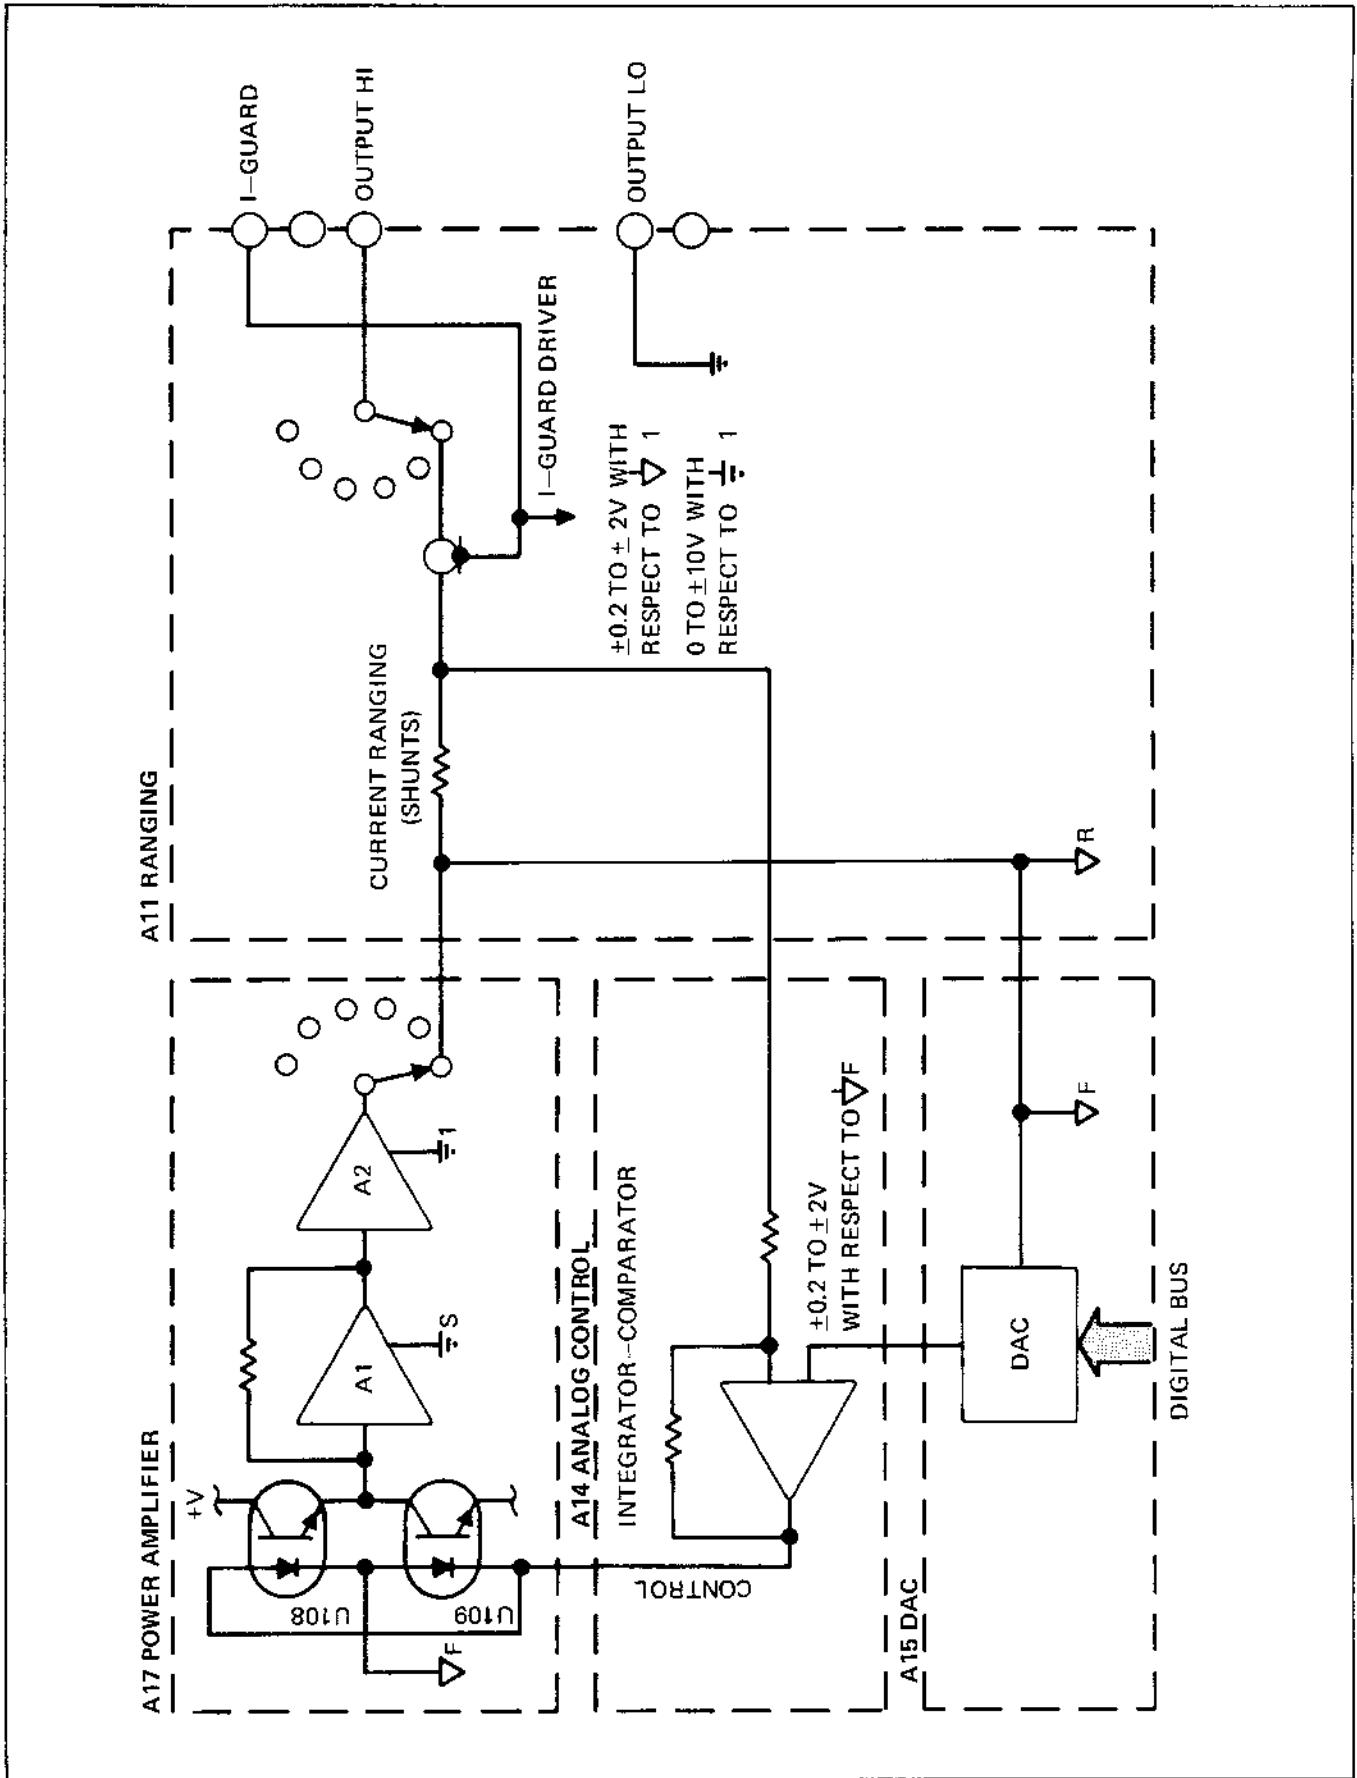 A17 POWER AMPLIFIER
+V
U108
U109
F
A1
S
A2
1
A14 ANALOG CONTROL
INTEGRATOR-COMPARATOR
CONTROL
±0.2 TO ±2V
WITH RESPECT TO F
A15 DAC
DAC
F
DIGITAL BUS
A11 RANGING
CURRENT RANGING
(SHUNTS)
R
±0.2 TO ±2V WITH
RESPECT TO 1
0 TO ±10V WITH
RESPECT TO 1
I-GUARD DRIVER
I-GUARD
OUTPUT HI
OUTPUT LO